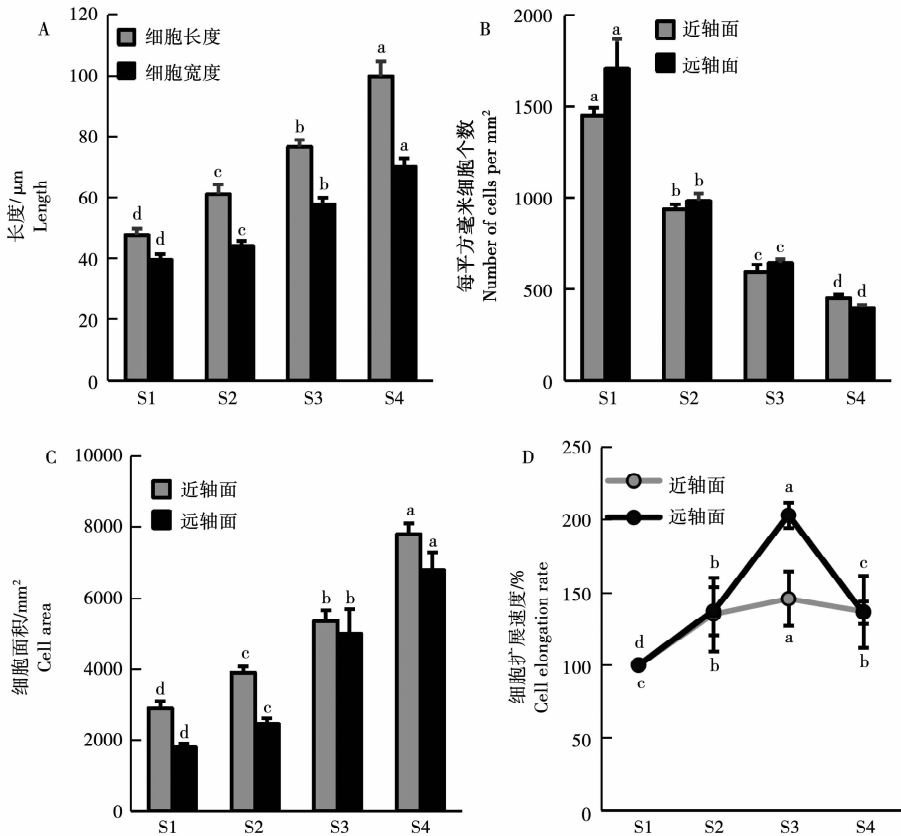 A
细胞长度
细胞宽度
长度/μm
Length
120
100
80
60
40
20
0
d
d
c
c
b
b
a
a
S1
S2
S3
S4
B
近轴面
远轴面
每平方毫米细胞个数
Number of cells per mm²
2000
1500
1000
500
0
a
a
b
b
c
c
d
d
S1
S2
S3
S4
C
近轴面
远轴面
细胞面积/mm²
Cell area
10000
8000
6000
4000
2000
0
d
d
c
c
b
b
a
a
S1
S2
S3
S4
D
近轴面
远轴面
细胞扩展速度/%
Cell elongation rate
250
200
150
100
50
0
d
c
b
b
a
a
c
b
S1
S2
S3
S4